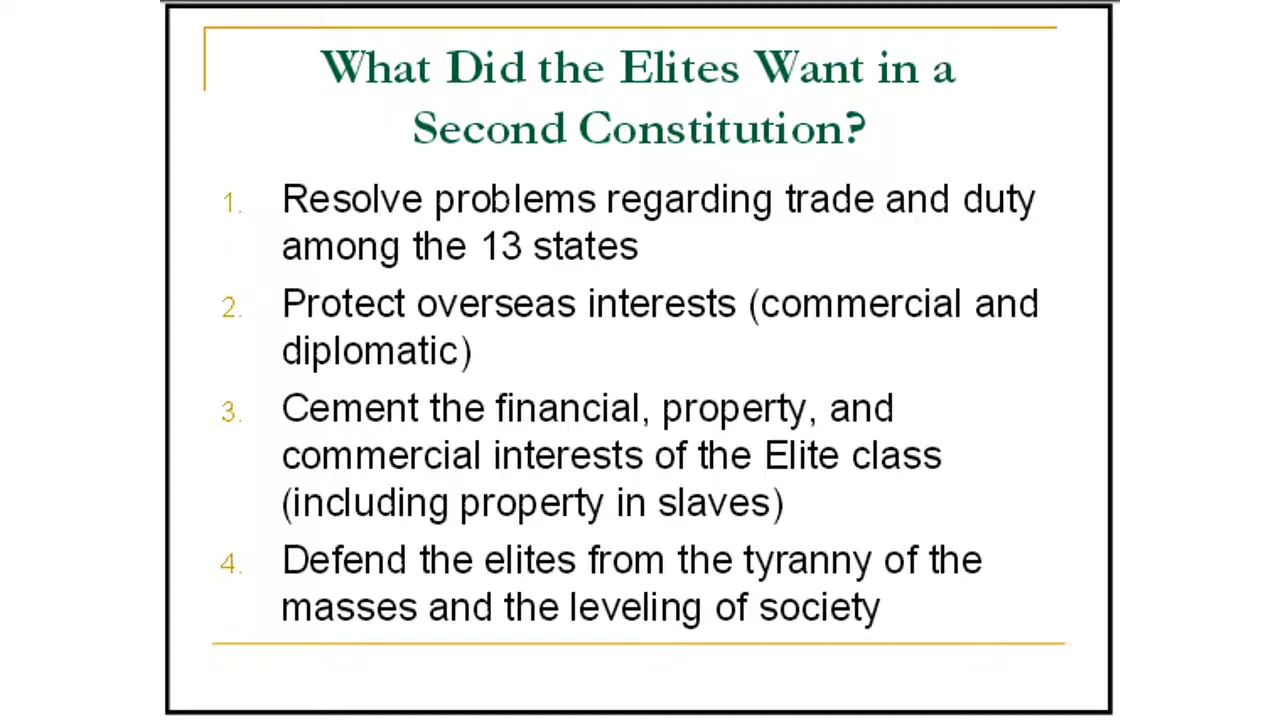 What Did the Elites Want in a
Second Constitution?
1. Resolve problems regarding trade and duty
among the 13 states
2. Protect overseas interests (commercial and
diplomatic)
3. Cement the financial, property, and
commercial interests of the Elite class
(including property in slaves)
4. Defend the elites from the tyranny of the
masses and the leveling of society